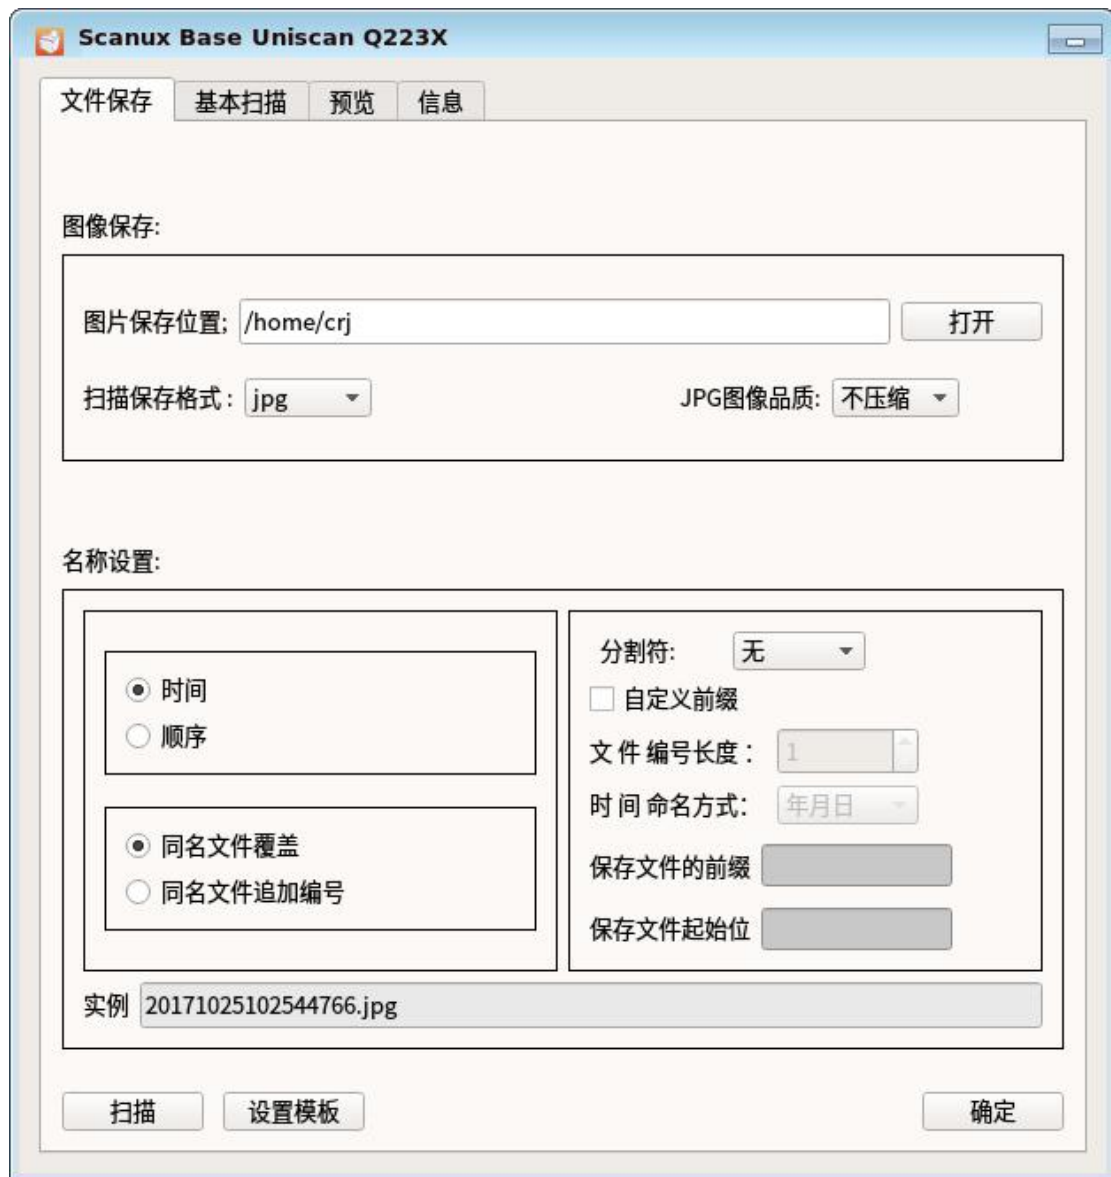 Scanux Base Uniscan Q223X
文件保存 基本扫描 预览 信息
图像保存:
图片保存位置; /home/crj 打开
扫描保存格式 : jpg JPG图像品质: 不压缩
名称设置:
时间
顺序
同名文件覆盖
同名文件追加编号
分割符: 无
自定义前缀
文 件 编号长度 : 1
时 间 命名方式: 年月日
保存文件的前缀
保存文件起始位
实例 20171025102544766.jpg
扫描 设置模板 确定